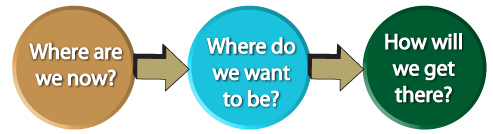 Where are
we now?
Where do
we want
to be?
How will
we get
there?